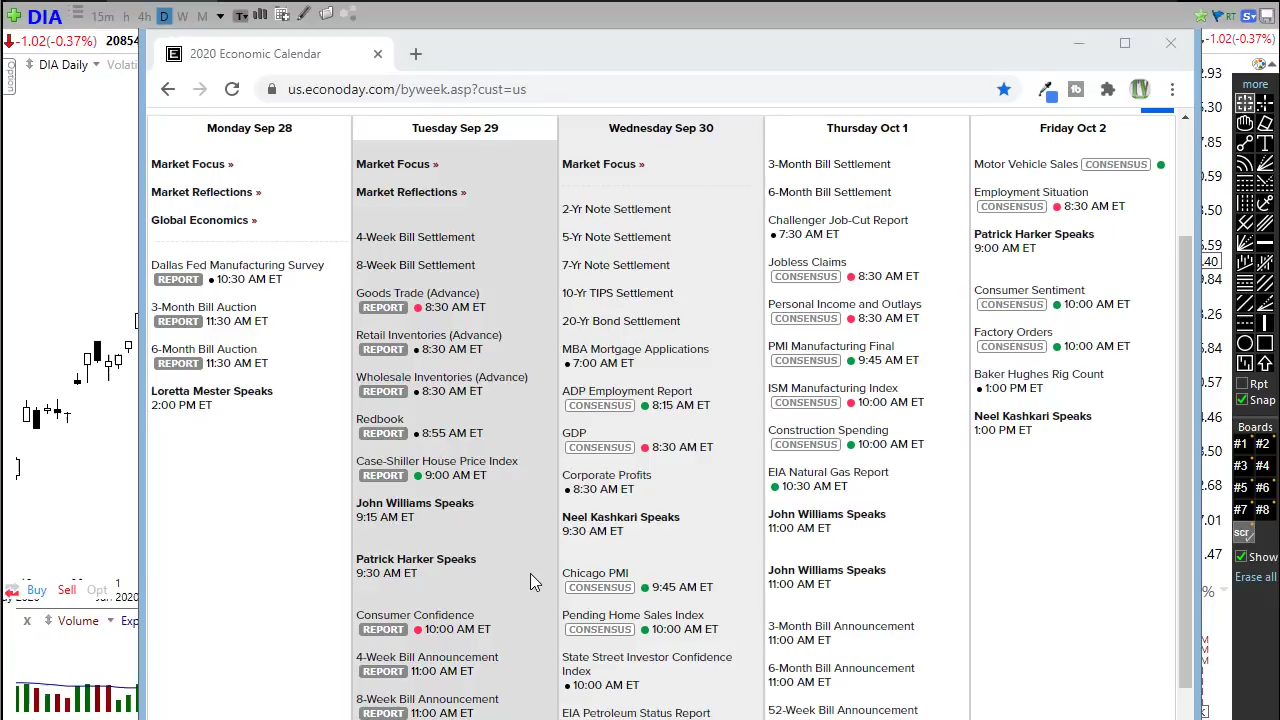 DIA
15m h 4h D W M
-1.02(-0.37%) 20854
DIA Daily
Volati
Option
2020 Economic Calendar
us.econoday.com/byweek.asp?cust=us
Monday Sep 28
Market Focus »
Market Reflections »
Global Economics »
Dallas Fed Manufacturing Survey
REPORT 10:30 AM ET
3-Month Bill Auction
REPORT 11:30 AM ET
6-Month Bill Auction
REPORT 11:30 AM ET
Loretta Mester Speaks
2:00 PM ET
Tuesday Sep 29
Market Focus »
Market Reflections »
4-Week Bill Settlement
8-Week Bill Settlement
Goods Trade (Advance)
REPORT 8:30 AM ET
Retail Inventories (Advance)
REPORT 8:30 AM ET
Wholesale Inventories (Advance)
REPORT 8:30 AM ET
Redbook
REPORT 8:55 AM ET
Case-Shiller House Price Index
REPORT 9:00 AM ET
John Williams Speaks
9:15 AM ET
Patrick Harker Speaks
9:30 AM ET
Consumer Confidence
REPORT 10:00 AM ET
4-Week Bill Announcement
REPORT 11:00 AM ET
8-Week Bill Announcement
REPORT 11:00 AM ET
Wednesday Sep 30
Market Focus »
2-Yr Note Settlement
5-Yr Note Settlement
7-Yr Note Settlement
10-Yr TIPS Settlement
20-Yr Bond Settlement
MBA Mortgage Applications
7:00 AM ET
ADP Employment Report
CONSENSUS 8:15 AM ET
GDP
CONSENSUS 8:30 AM ET
Corporate Profits
8:30 AM ET
Neel Kashkari Speaks
9:30 AM ET
Chicago PMI
CONSENSUS 9:45 AM ET
Pending Home Sales Index
CONSENSUS 10:00 AM ET
State Street Investor Confidence
Index
10:00 AM ET
EIA Petroleum Status Report
Thursday Oct 1
3-Month Bill Settlement
6-Month Bill Settlement
Challenger Job-Cut Report
7:30 AM ET
Jobless Claims
CONSENSUS 8:30 AM ET
Personal Income and Outlays
CONSENSUS 8:30 AM ET
PMI Manufacturing Final
CONSENSUS 9:45 AM ET
ISM Manufacturing Index
CONSENSUS 10:00 AM ET
Construction Spending
CONSENSUS 10:00 AM ET
EIA Natural Gas Report
10:30 AM ET
John Williams Speaks
11:00 AM ET
John Williams Speaks
11:00 AM ET
3-Month Bill Announcement
11:00 AM ET
6-Month Bill Announcement
11:00 AM ET
52-Week Bill Announcement
Friday Oct 2
Motor Vehicle Sales CONSENSUS
Employment Situation
CONSENSUS 8:30 AM ET
Patrick Harker Speaks
9:00 AM ET
Consumer Sentiment
CONSENSUS 10:00 AM ET
Factory Orders
CONSENSUS 10:00 AM ET
Baker Hughes Rig Count
1:00 PM ET
Neel Kashkari Speaks
1:00 PM ET
Buy Sell Opt
x Volume Exp
RT
-1.02(-0.37%)
2.93
more
Rpt
Snap
Boards
#1 #2
#3 #4
#5 #6
#7 #8
scr
Show
Erase all